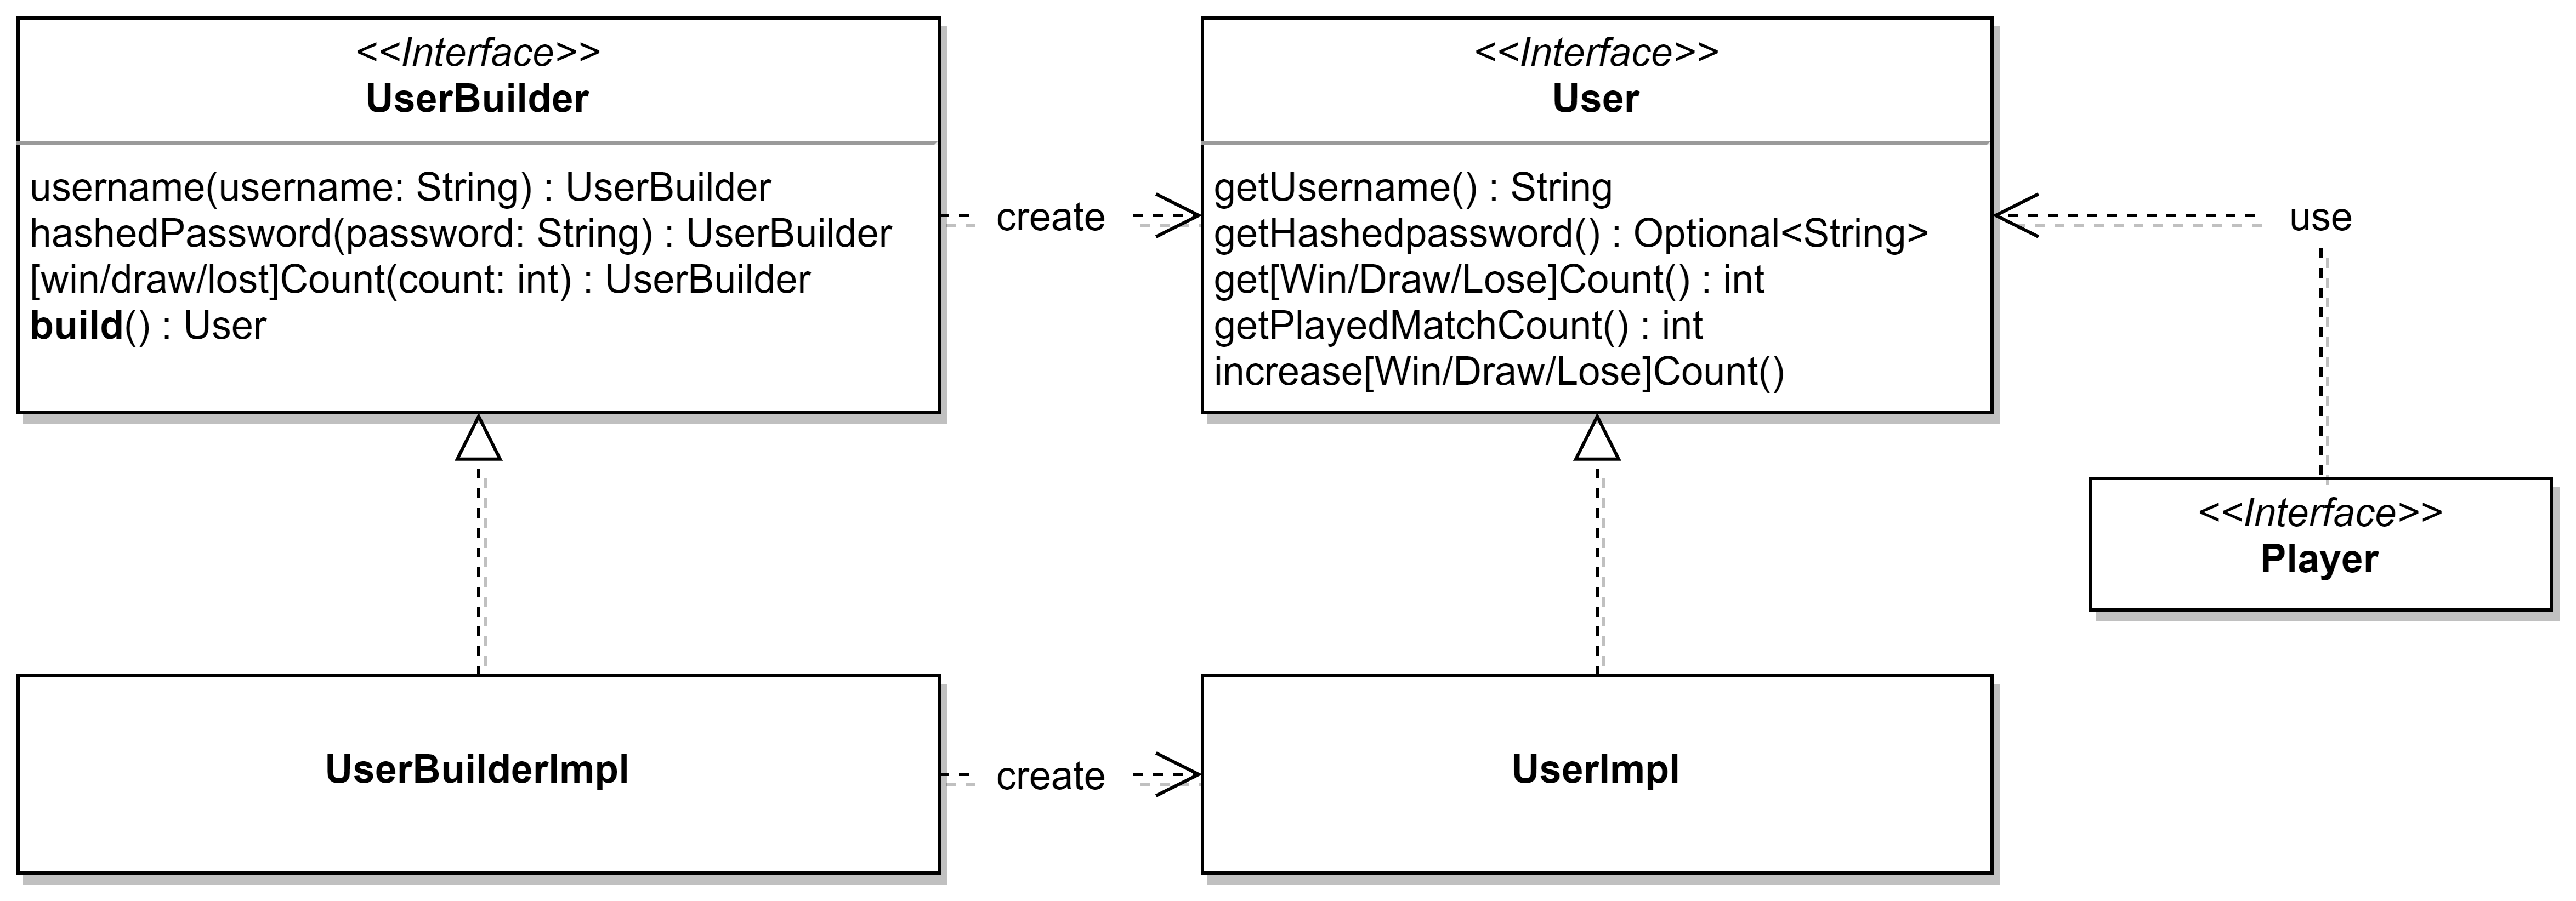 <<Interface>>
UserBuilder
username(username: String) : UserBuilder
hashedPassword(password: String) : UserBuilder
[win/draw/lost]Count(count: int) : UserBuilder
build() : User
create
<<Interface>>
User
getUsername() : String
getHashedpassword() : Optional<String>
get[Win/Draw/Lose]Count() : int
getPlayedMatchCount() : int
increase[Win/Draw/Lose]Count()
use
<<Interface>>
Player
UserBuilderImpl
create
UserImpl